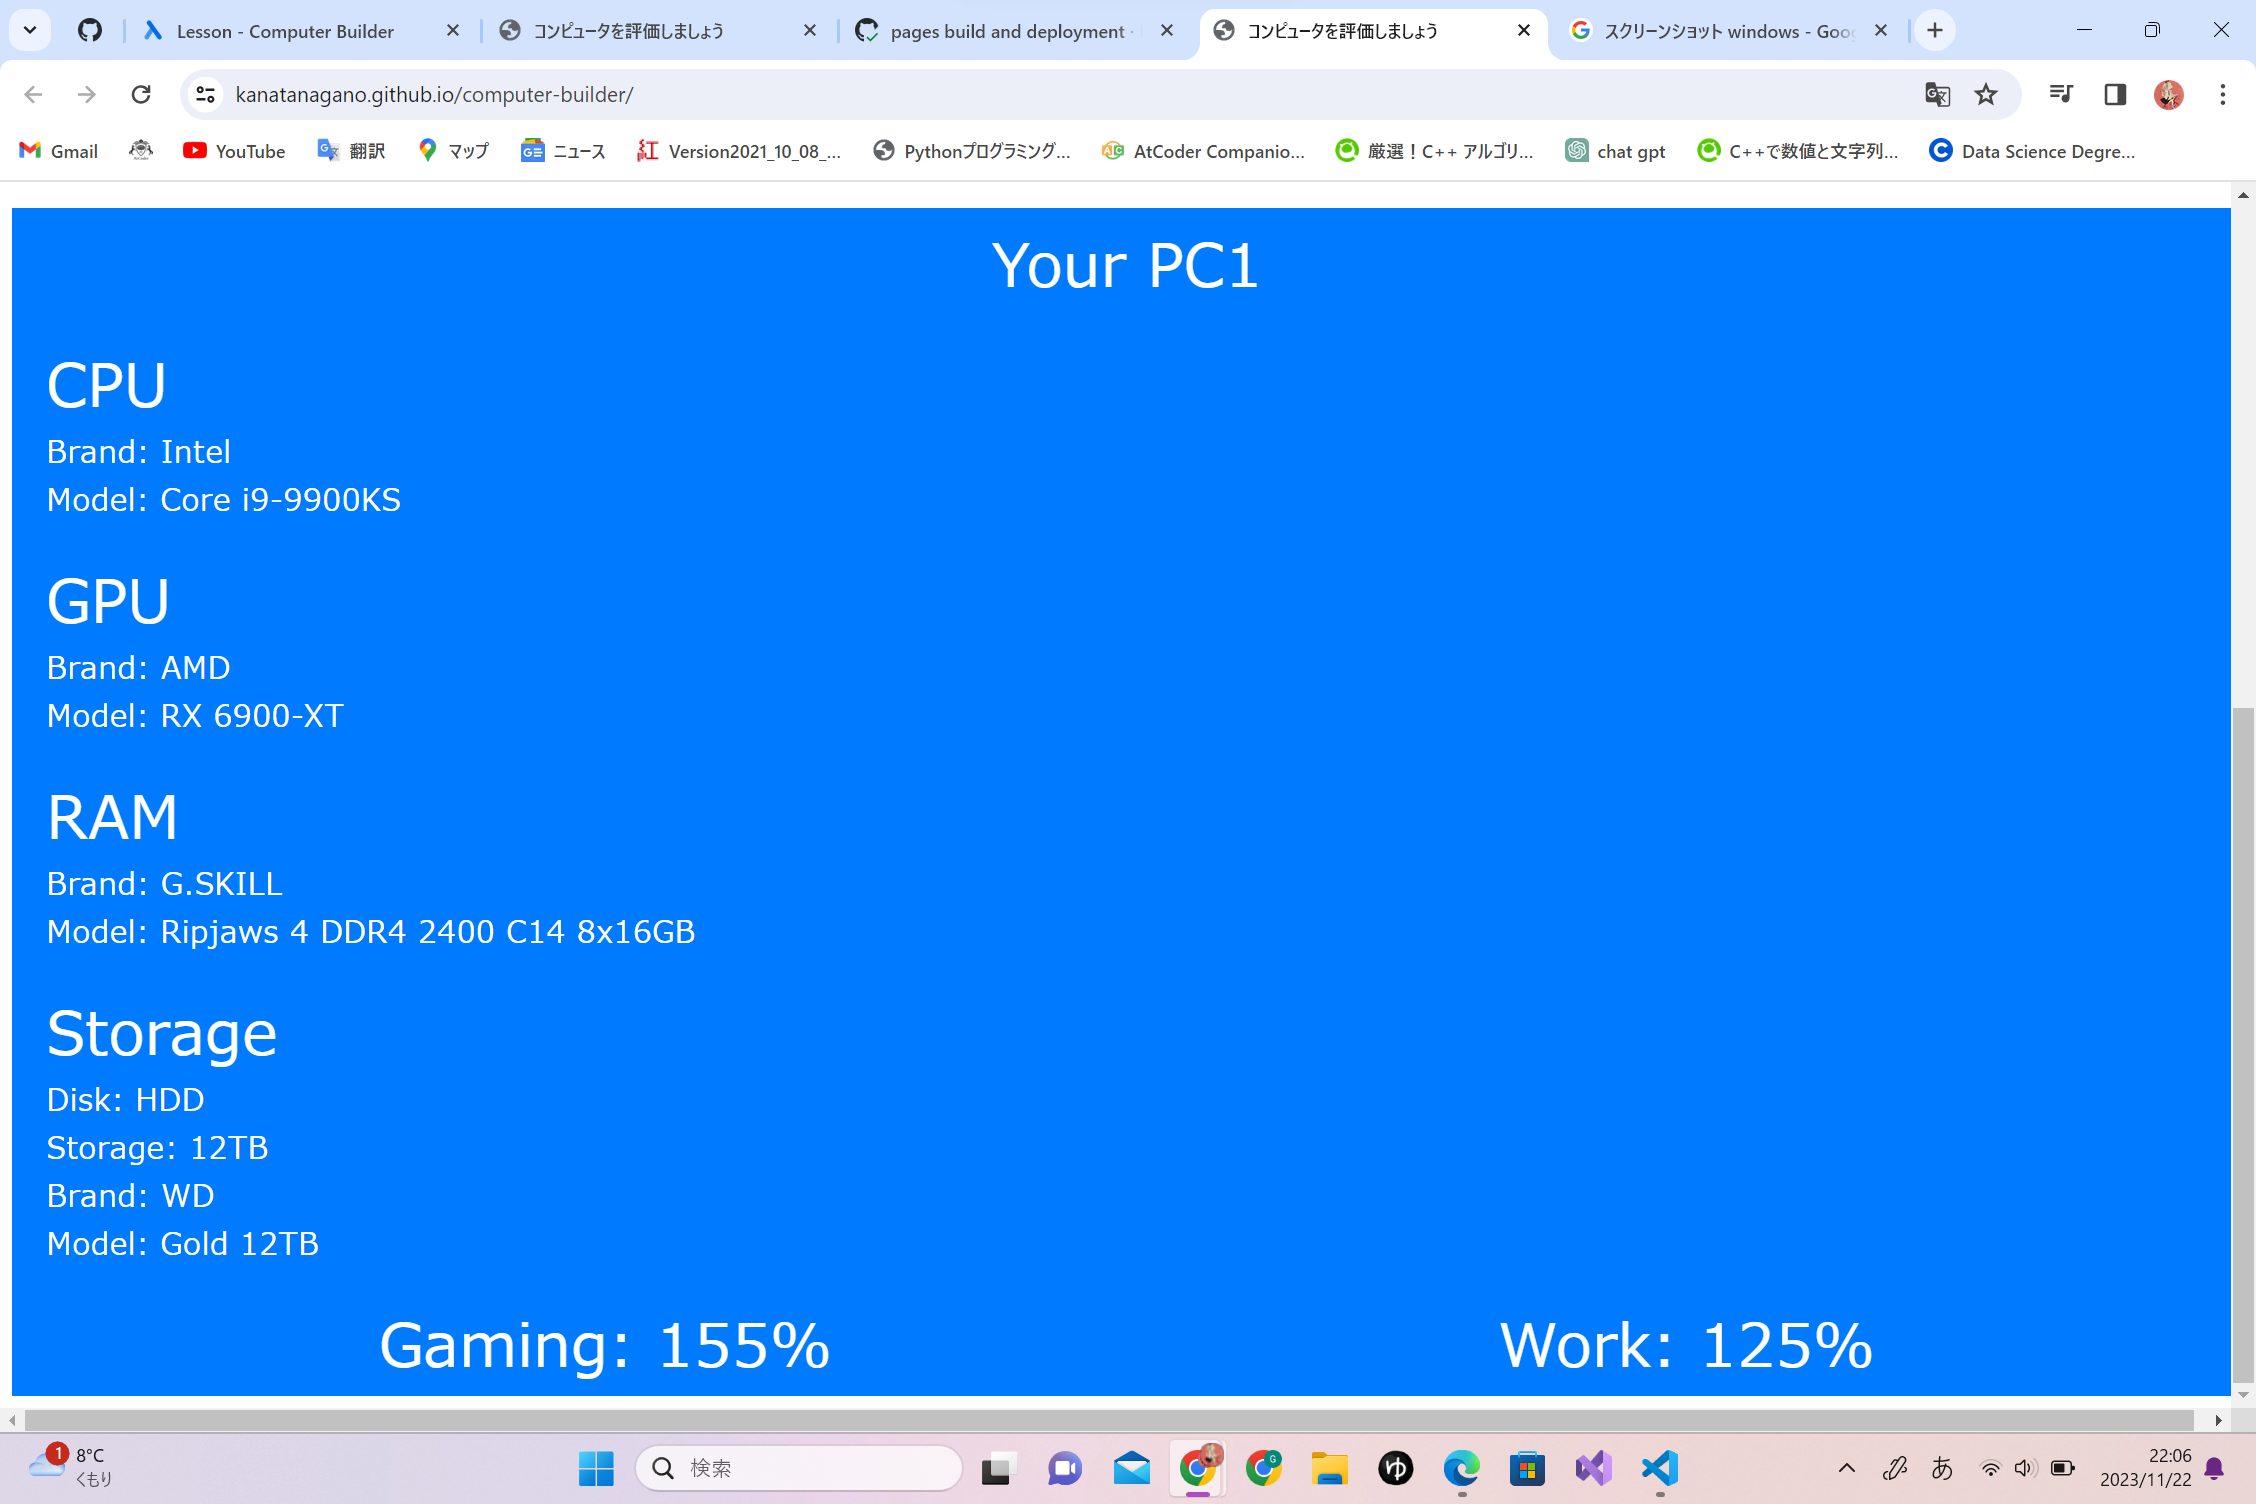 Lesson - Computer Builder
コンピュータを評価しましょう
pages build and deployment ·
コンピュータを評価しましょう
スクリーンショット windows - Goo
kanatanagano.github.io/computer-builder/
Gmail
YouTube
翻訳
マップ
ニュース
Version2021_10_08_...
Pythonプログラミング...
AtCoder Companio...
厳選！C++ アルゴリ...
chat gpt
C++で数値と文字列...
Data Science Degre...
Your PC1
CPU
Brand: Intel
Model: Core i9-9900KS
GPU
Brand: AMD
Model: RX 6900-XT
RAM
Brand: G.SKILL
Model: Ripjaws 4 DDR4 2400 C14 8x16GB
Storage
Disk: HDD
Storage: 12TB
Brand: WD
Model: Gold 12TB
Gaming: 155%
Work: 125%
1
8°C
くもり
検索
ゆ
あ
22:06
2023/11/22